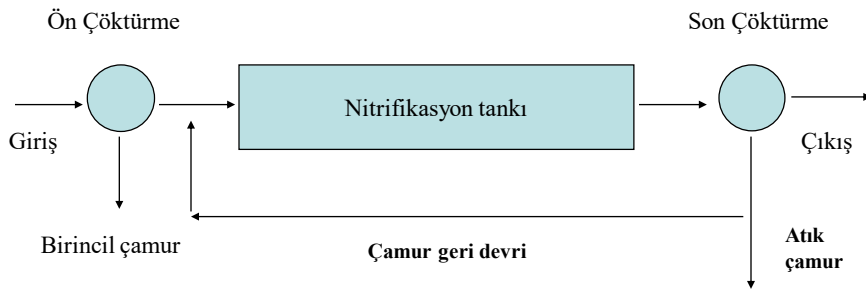 Ön Çöktürme
Son Çöktürme
Nitrifikasyon tankı
Giriş
Çıkış
Birincil çamur
Çamur geri devri
Atık
çamur